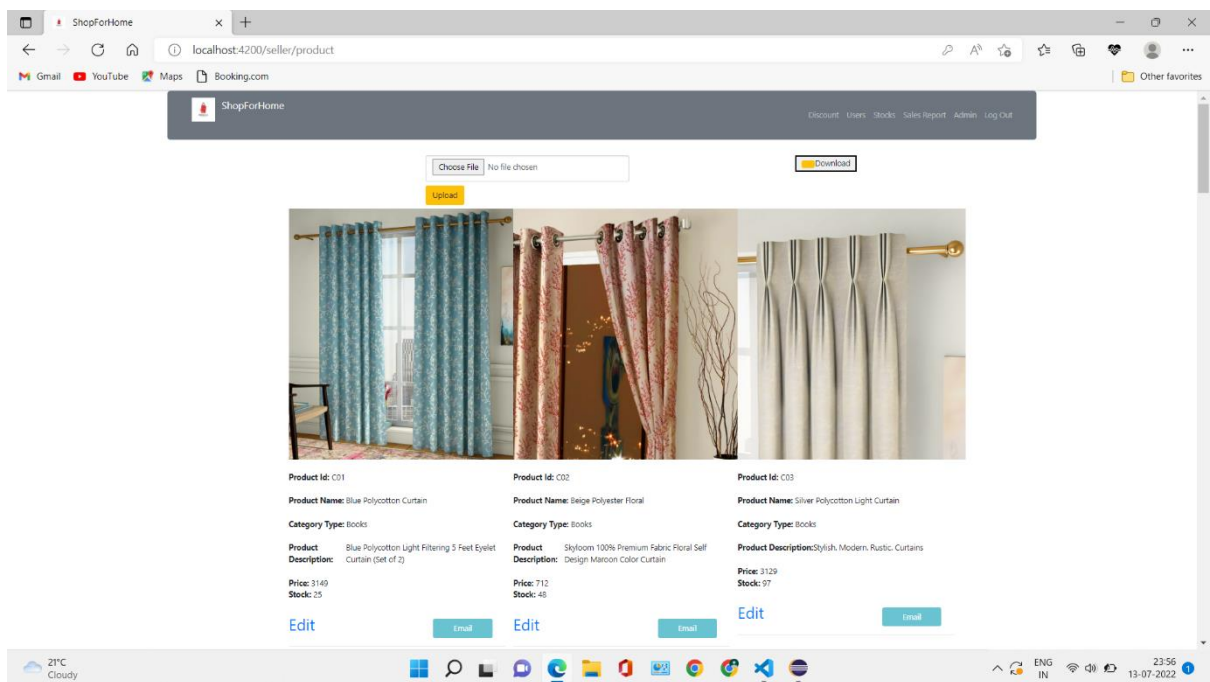 ShopForHome
localhost:4200/seller/product
Gmail YouTube Maps Booking.com Other favorites
ShopForHome
Discount Users Stocks Sales Report Admin Log Out
Choose File No file chosen Download
Upload
Product Id: C01 Product Id: C02 Product Id: C03
Product Name: Blue Polycotton Curtain Product Name: Beige Polyester Floral Product Name: Silver Polycotton Light Curtain
Category Type: Books Category Type: Books Category Type: Books
Product Description: Blue Polycotton Light Filtering 5 Feet Eyelet
Curtain (Set of 2)
Product Description: Skyloom 100% Premium Fabric Floral Self
Design Maroon Color Curtain
Product Description:Stylish. Modern. Rustic. Curtains
Price: 3149 Price: 712 Price: 3129
Stock: 25 Stock: 48 Stock: 97
Edit Email Edit Email Edit Email
21°C
Cloudy
ENG
IN
23:56
13-07-2022 1